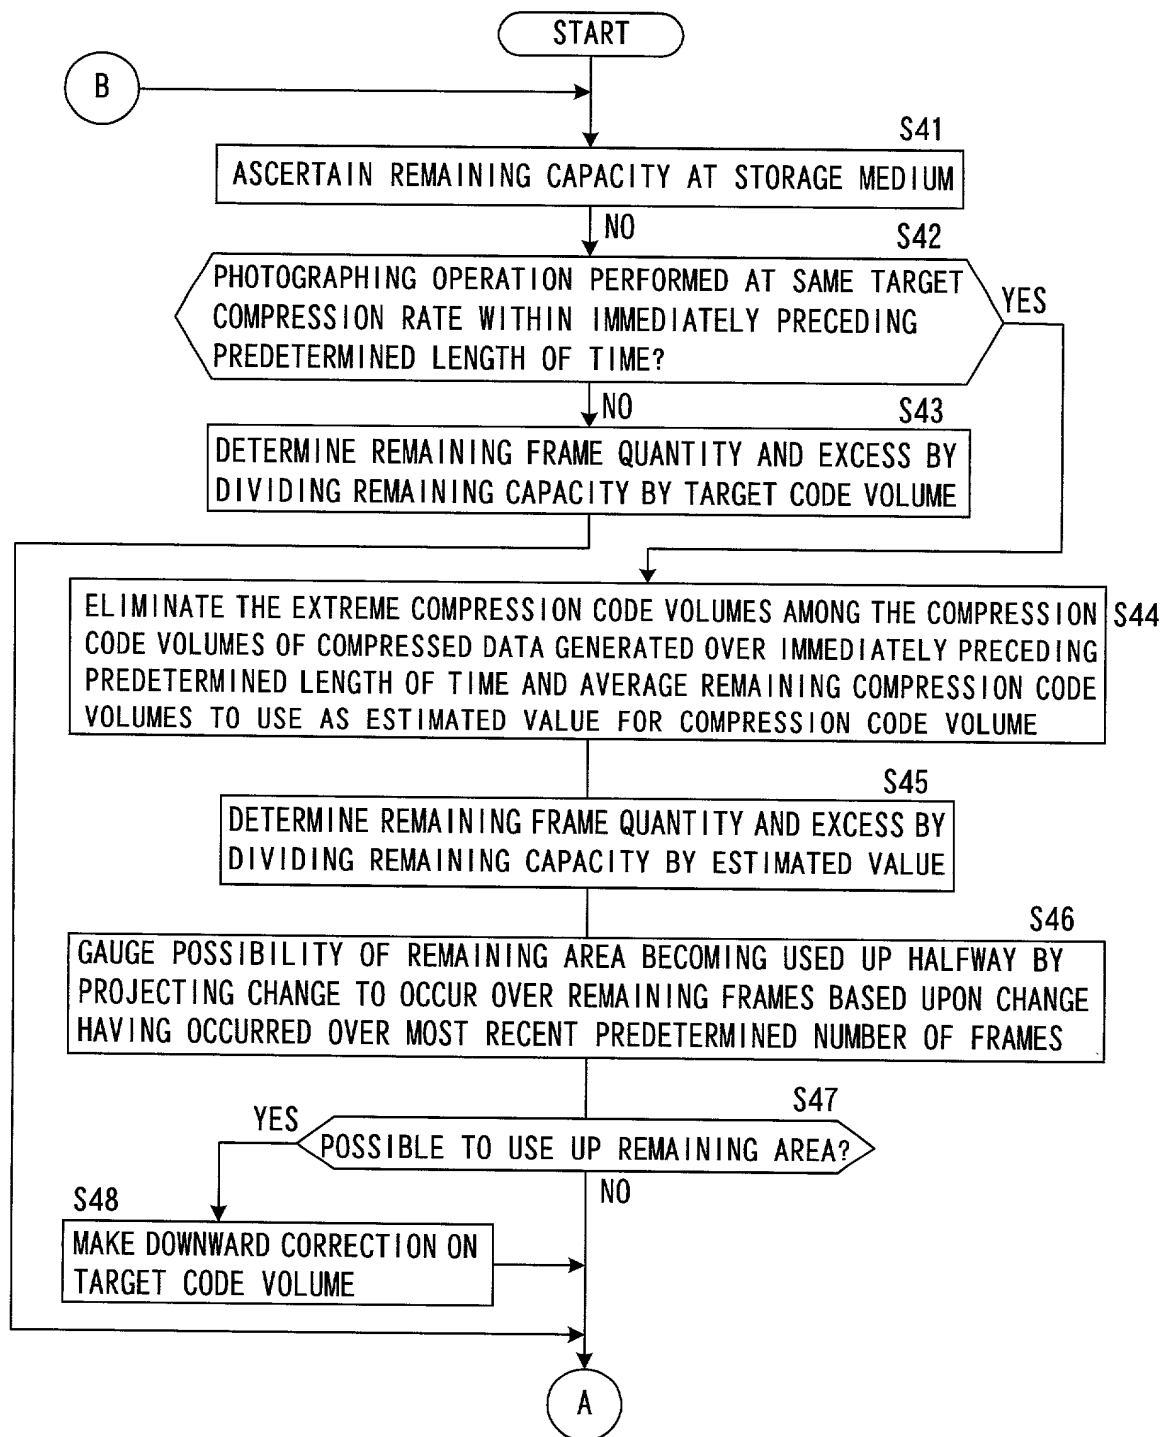 START
B
S41
ASCERTAIN REMAINING CAPACITY AT STORAGE MEDIUM
NO
S42
PHOTOGRAPHING OPERATION PERFORMED AT SAME TARGET
COMPRESSION RATE WITHIN IMMEDIATELY PRECEDING
PREDETERMINED LENGTH OF TIME?
YES
NO
S43
DETERMINE REMAINING FRAME QUANTITY AND EXCESS BY
DIVIDING REMAINING CAPACITY BY TARGET CODE VOLUME
ELIMINATE THE EXTREME COMPRESSION CODE VOLUMES AMONG THE COMPRESSION
CODE VOLUMES OF COMPRESSED DATA GENERATED OVER IMMEDIATELY PRECEDING
PREDETERMINED LENGTH OF TIME AND AVERAGE REMAINING COMPRESSION CODE
VOLUMES TO USE AS ESTIMATED VALUE FOR COMPRESSION CODE VOLUME
S44
S45
DETERMINE REMAINING FRAME QUANTITY AND EXCESS BY
DIVIDING REMAINING CAPACITY BY ESTIMATED VALUE
S46
GAUGE POSSIBILITY OF REMAINING AREA BECOMING USED UP HALFWAY BY
PROJECTING CHANGE TO OCCUR OVER REMAINING FRAMES BASED UPON CHANGE
HAVING OCCURRED OVER MOST RECENT PREDETERMINED NUMBER OF FRAMES
S47
YES
POSSIBLE TO USE UP REMAINING AREA?
NO
S48
MAKE DOWNWARD CORRECTION ON
TARGET CODE VOLUME
A